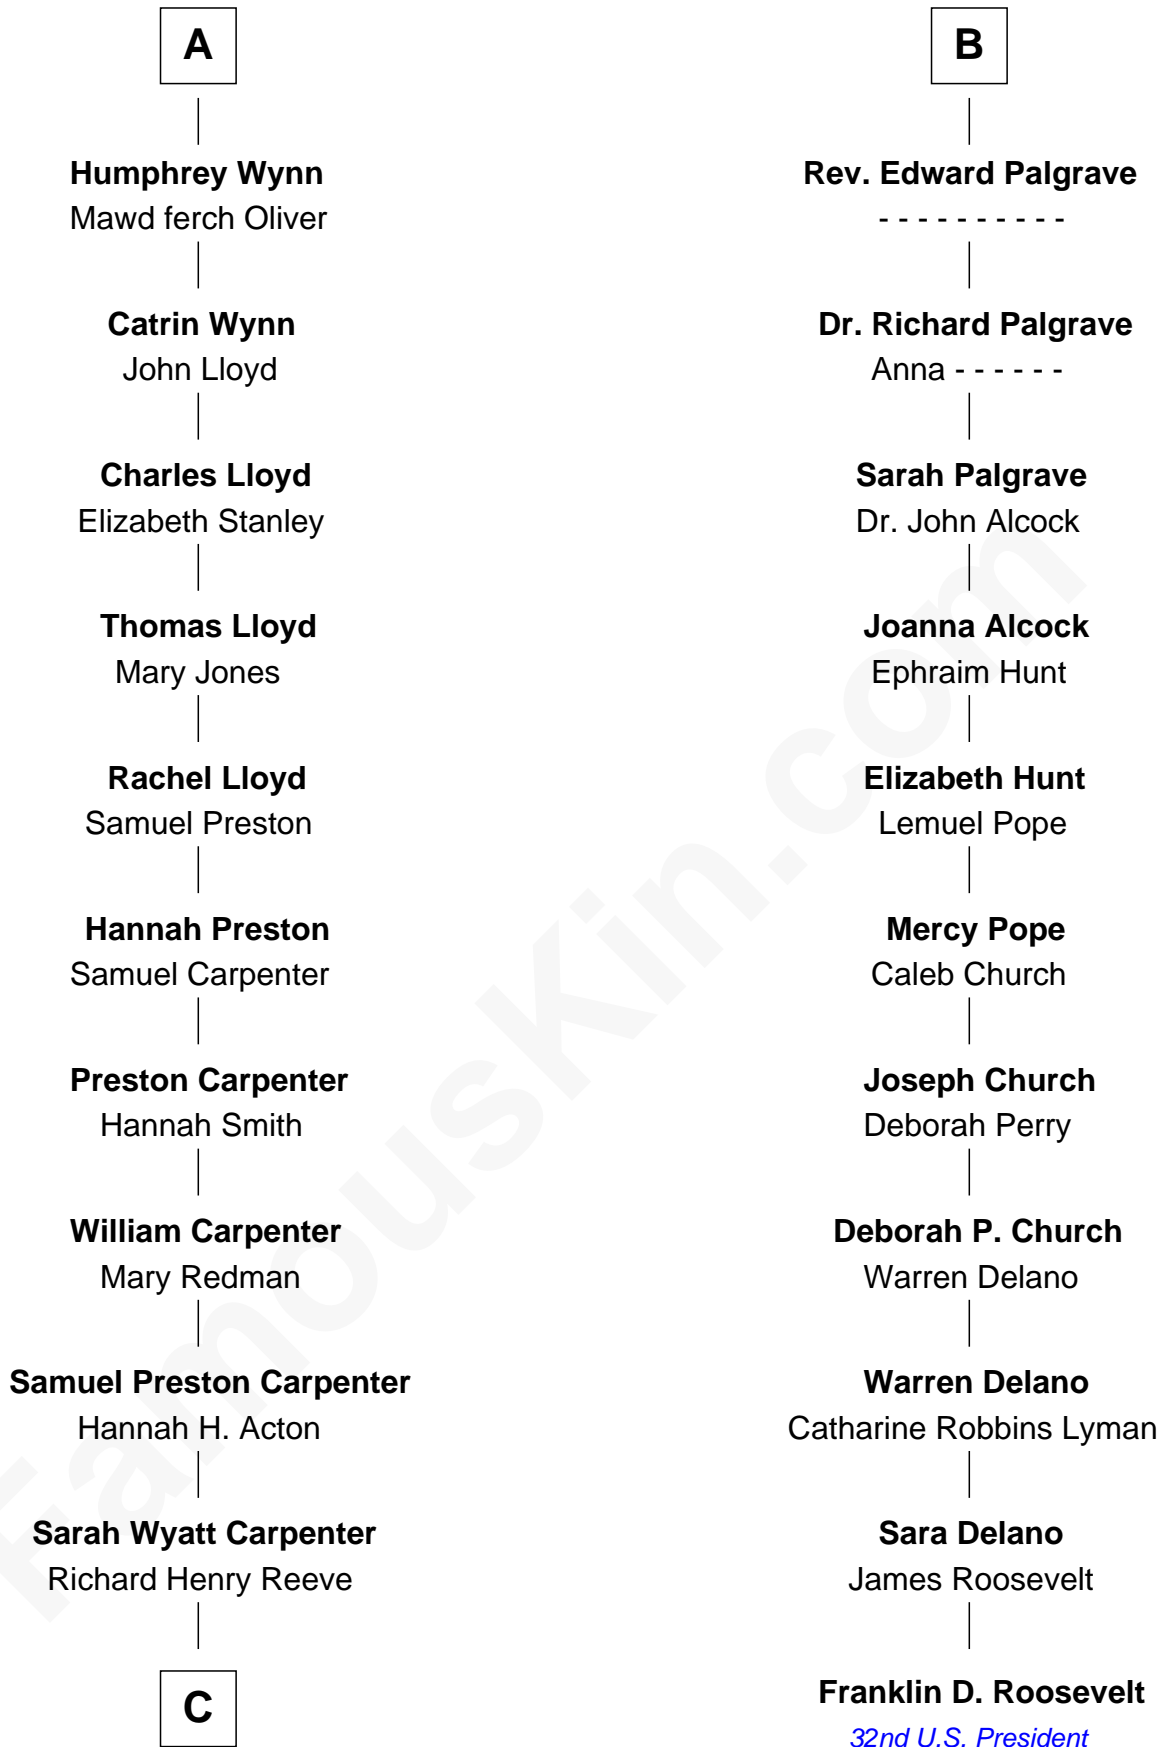 A
Humphrey Wynn
Mawd ferch Oliver
Catrin Wynn
John Lloyd
Charles Lloyd
Elizabeth Stanley
Thomas Lloyd
Mary Jones
Rachel Lloyd
Samuel Preston
Hannah Preston
Samuel Carpenter
Preston Carpenter
Hannah Smith
William Carpenter
Mary Redman
Samuel Preston Carpenter
Hannah H. Acton
Sarah Wyatt Carpenter
Richard Henry Reeve
C
B
Rev. Edward Palgrave
- - - - - - - - - -
Dr. Richard Palgrave
Anna - - - - - -
Sarah Palgrave
Dr. John Alcock
Joanna Alcock
Ephraim Hunt
Elizabeth Hunt
Lemuel Pope
Mercy Pope
Caleb Church
Joseph Church
Deborah Perry
Deborah P. Church
Warren Delano
Warren Delano
Catharine Robbins Lyman
Sara Delano
James Roosevelt
Franklin D. Roosevelt
32nd U.S. President
FamousKin.com